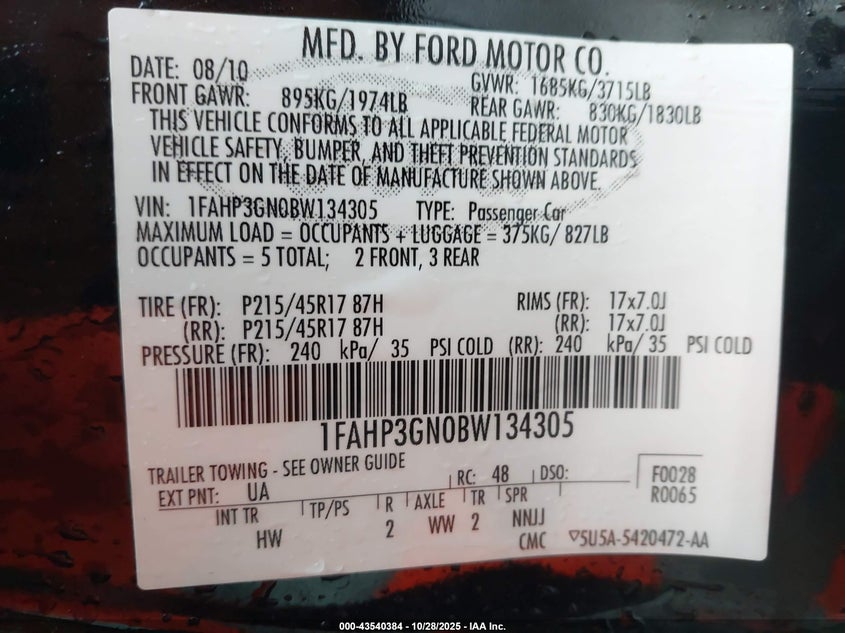 MFD. BY FORD MOTOR CO.
DATE: 08/10 GVWR: 1685KG/3715LB
FRONT GAWR: 895KG/1974LB REAR GAWR: 830KG/1830LB
THIS VEHICLE CONFORMS TO ALL APPLICABLE FEDERAL MOTOR
VEHICLE SAFETY, BUMPER, AND THEFT PREVENTION STANDARDS
IN EFFECT ON THE DATE OF MANUFACTURE SHOWN ABOVE.
VIN: 1FAHP3GN0BW134305 TYPE: Passenger Car
MAXIMUM LOAD = OCCUPANTS + LUGGAGE = 375KG/ 827LB
OCCUPANTS = 5 TOTAL; 2 FRONT, 3 REAR
TIRE (FR): P215/45R17 87H RIMS (FR): 17x7.0J
(RR): P215/45R17 87H (RR): 17x7.0J
PRESSURE (FR): 240 kPa/ 35 PSI COLD (RR): 240 kPa/ 35 PSI COLD
1FAHP3GN0BW134305
TRAILER TOWING - SEE OWNER GUIDE
EXT PNT: UA RC: 48 DSO: F0028
R0065
INT TR TP/PS R AXLE TR SPR
HW 2 WW 2 NNJJ
CMC ▽5U5A-5420472-AA
000-43540384 - 10/28/2025 - IAA Inc.